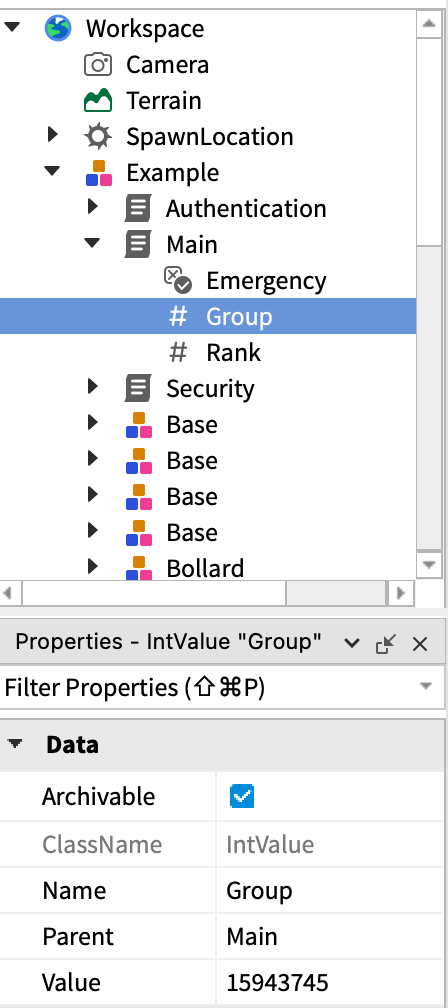 Workspace
Camera
Terrain
SpawnLocation
Example
Authentication
Main
Emergency
# Group
# Rank
Security
Base
Base
Base
Base
Bollard
Properties - IntValue "Group"
Filter Properties (⇧⌘P)
Data
Archivable
ClassName IntValue
Name Group
Parent Main
Value 15943745